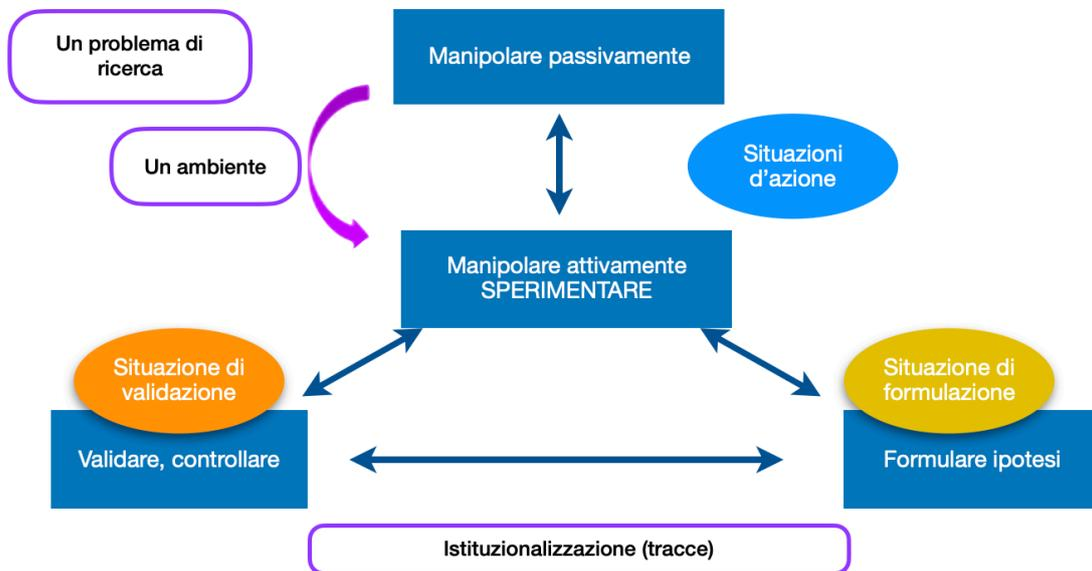 Un problema di
ricerca
Manipolare passivamente
Un ambiente
Situazioni
d'azione
Manipolare attivamente
SPERIMENTARE
Situazione di
validazione
Situazione di
formulazione
Validare, controllare
Formulare ipotesi
Istituzionalizzazione (tracce)